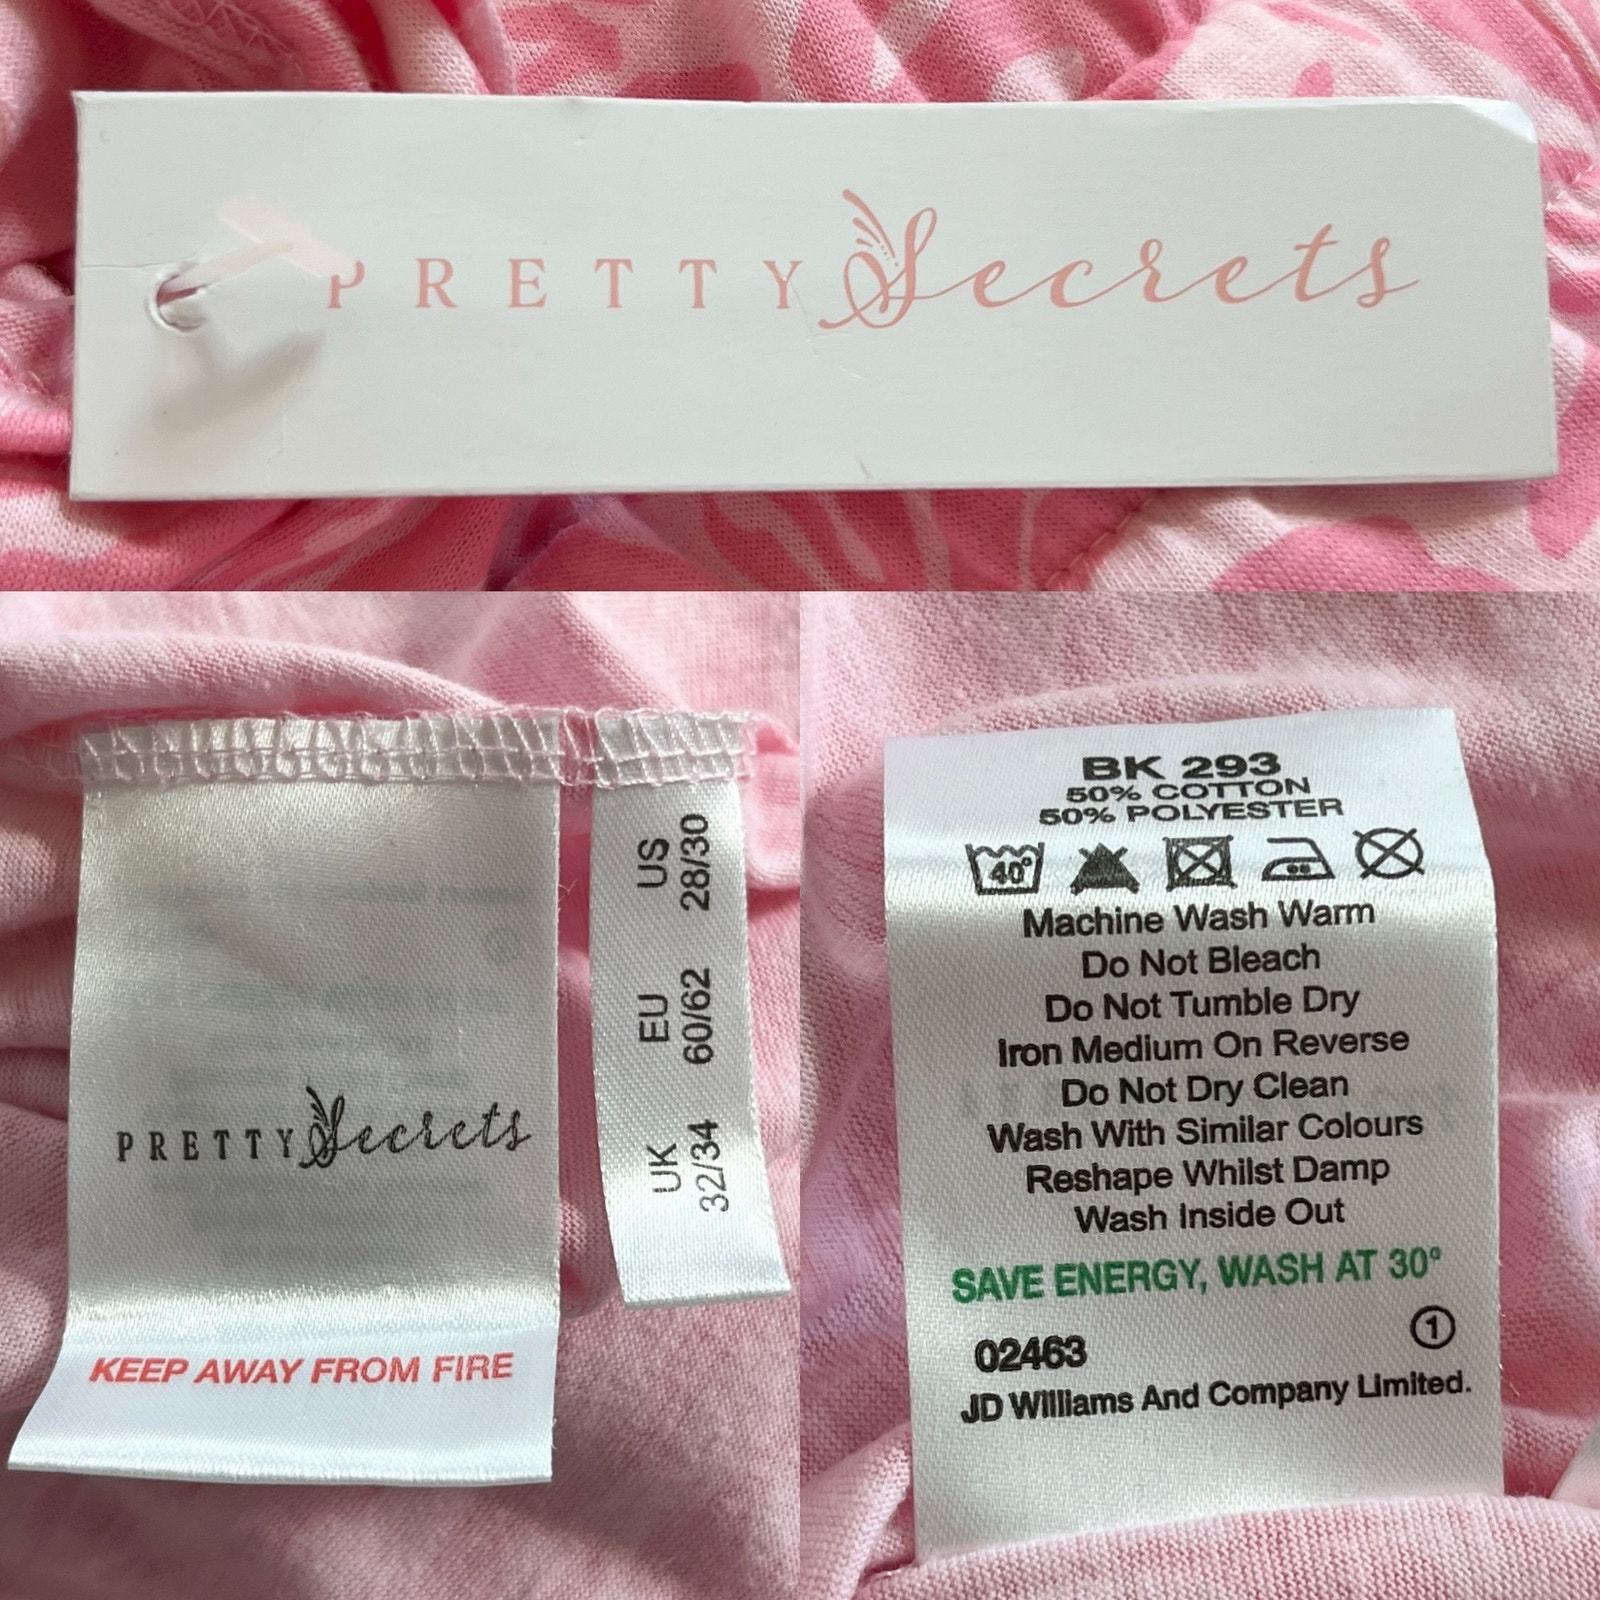 PRETTY Secrets
US 28/30
EU 60/62
UK 32/34
PRETTY Secrets
KEEP AWAY FROM FIRE
BK 293
50% COTTON
50% POLYESTER
40°
Machine Wash Warm
Do Not Bleach
Do Not Tumble Dry
Iron Medium On Reverse
Do Not Dry Clean
Wash With Similar Colours
Reshape Whilst Damp
Wash Inside Out
SAVE ENERGY, WASH AT 30°
02463 1
JD Williams And Company Limited.